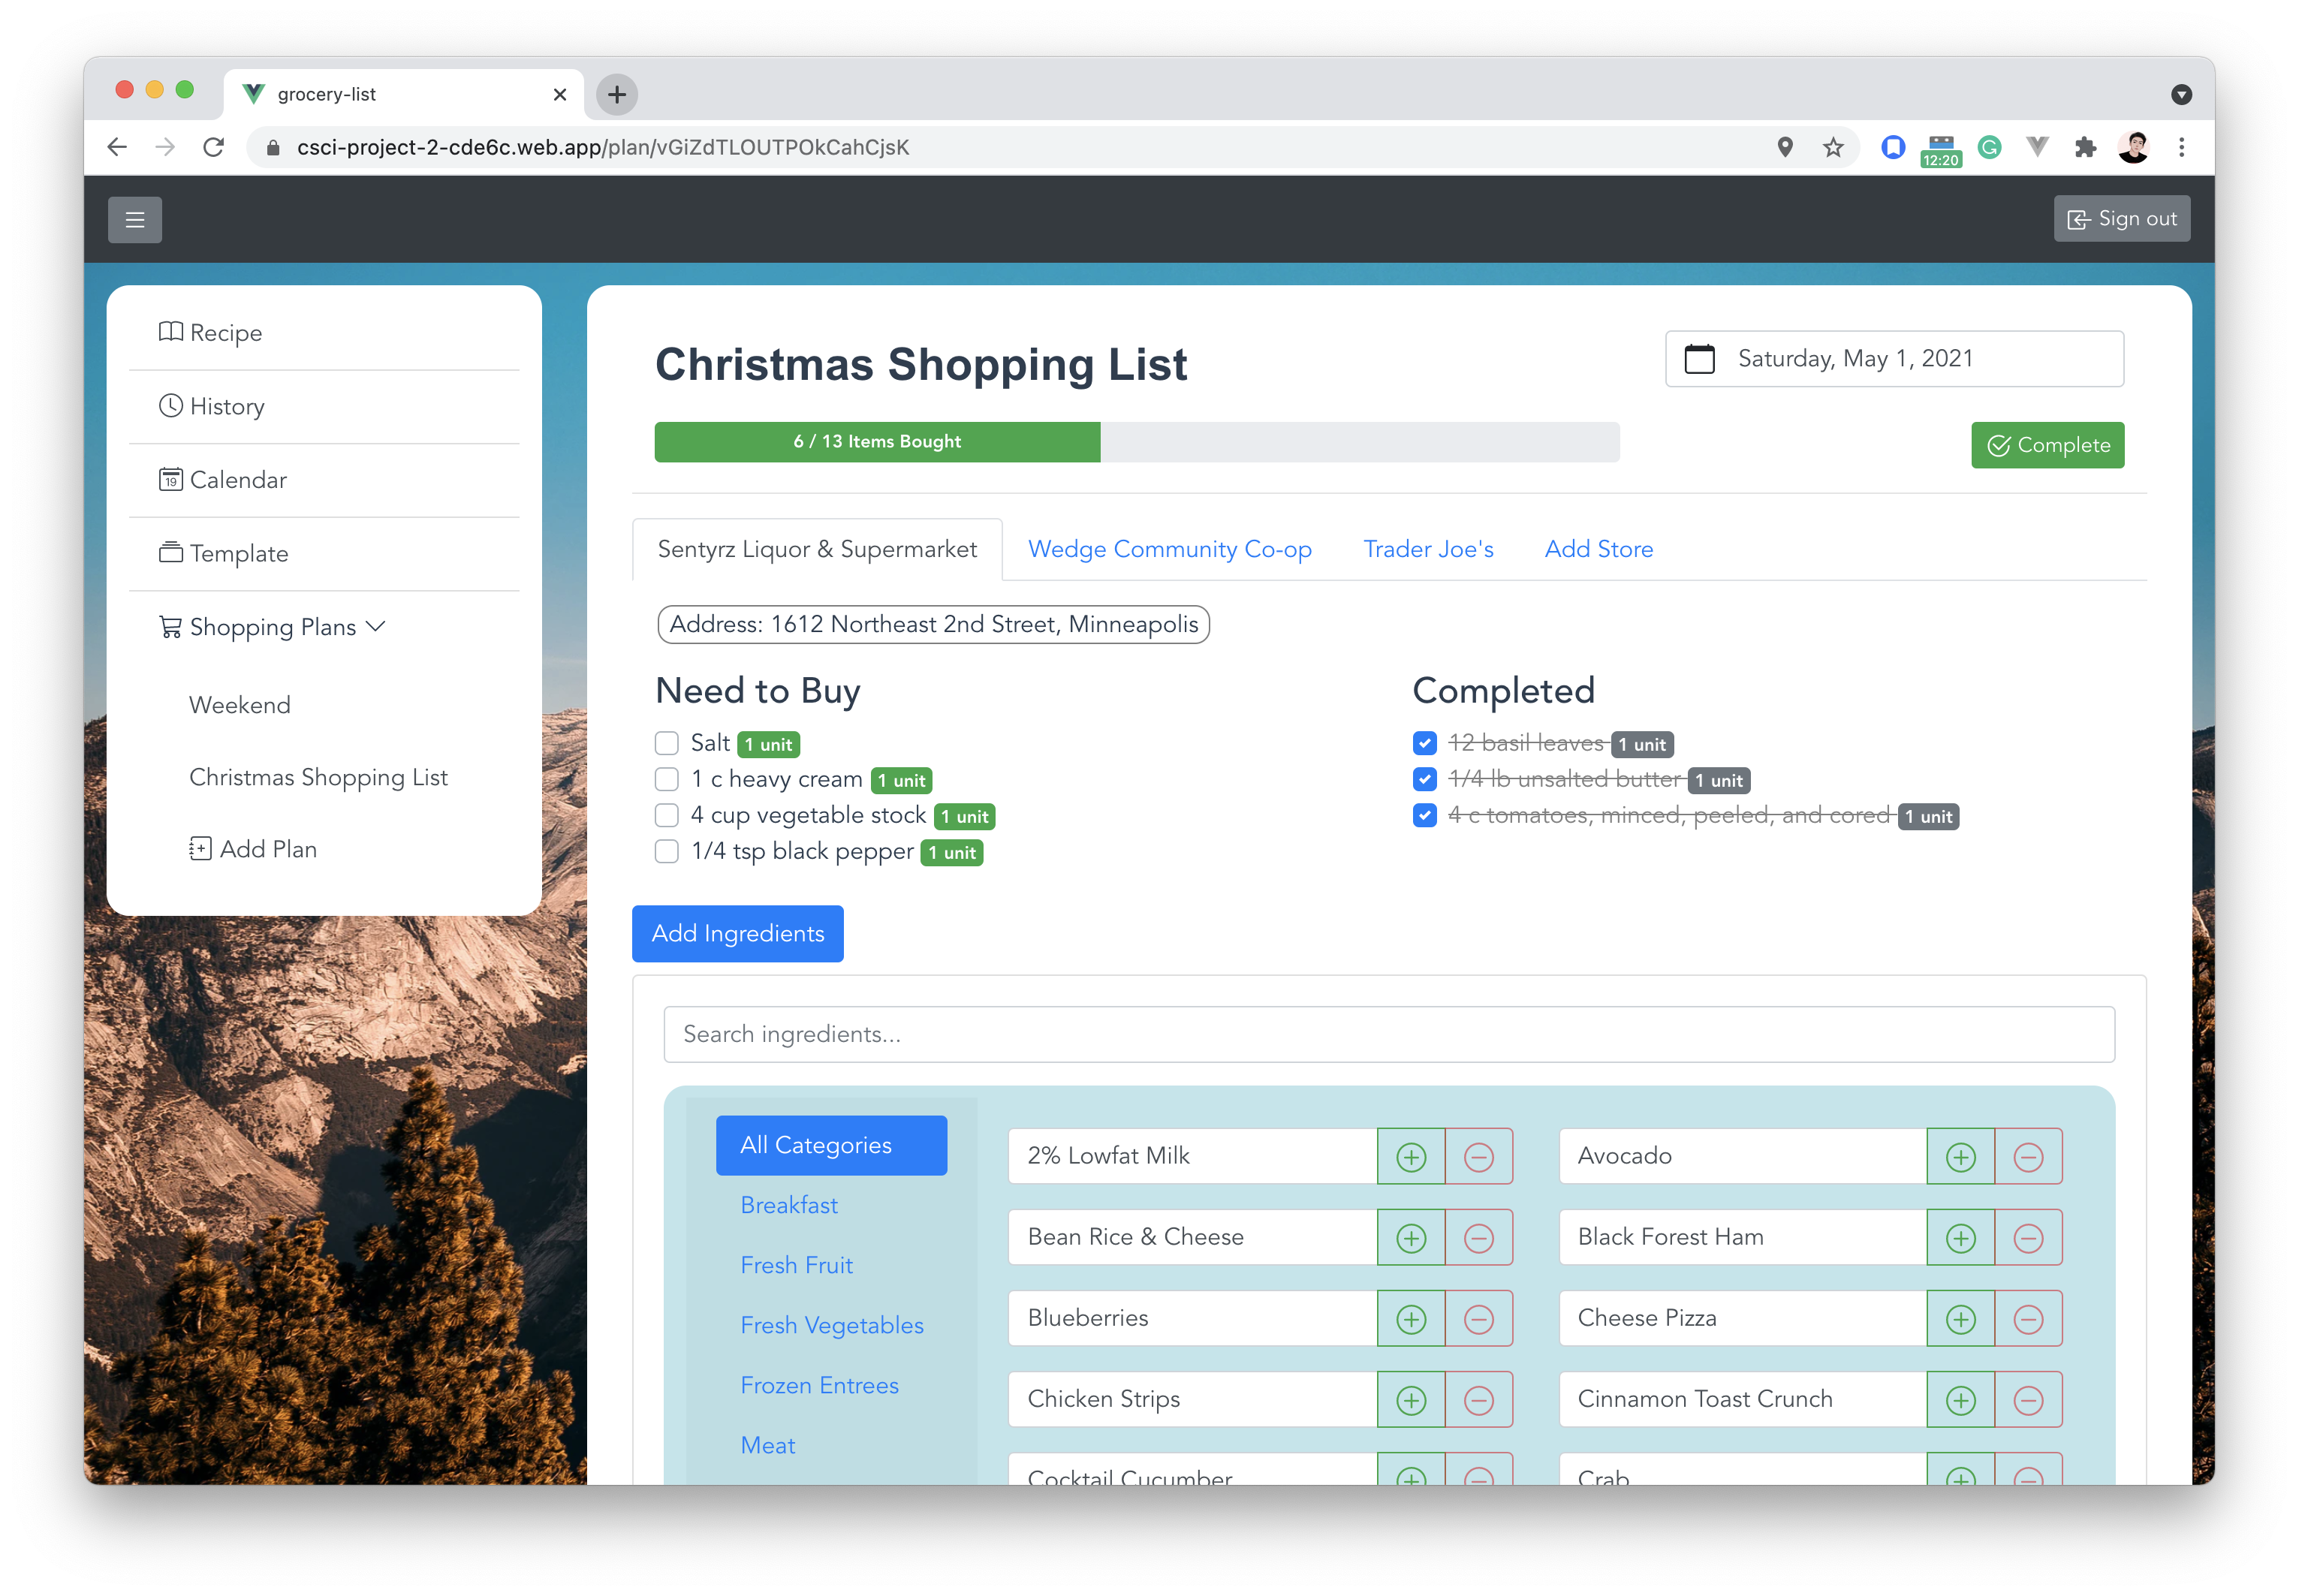 grocery-list
csci-project-2-cde6c.web.app/plan/vGiZdTLOUTPOkCahCjsK
12:20
Sign out
Recipe
History
19
Calendar
Template
Shopping Plans
Weekend
Christmas Shopping List
Add Plan
Christmas Shopping List
Saturday, May 1, 2021
6 / 13 Items Bought
Complete
Sentyrz Liquor & Supermarket
Wedge Community Co-op
Trader Joe's
Add Store
Address: 1612 Northeast 2nd Street, Minneapolis
Need to Buy
Salt 1 unit
1 c heavy cream 1 unit
4 cup vegetable stock 1 unit
1/4 tsp black pepper 1 unit
Completed
12 basil leaves 1 unit
1/4 lb unsalted butter 1 unit
4 c tomatoes, minced, peeled, and cored 1 unit
Add Ingredients
Search ingredients...
All Categories
Breakfast
Fresh Fruit
Fresh Vegetables
Frozen Entrees
Meat
2% Lowfat Milk
Avocado
Bean Rice & Cheese
Black Forest Ham
Blueberries
Cheese Pizza
Chicken Strips
Cinnamon Toast Crunch
Cocktail Cucumber
Crab